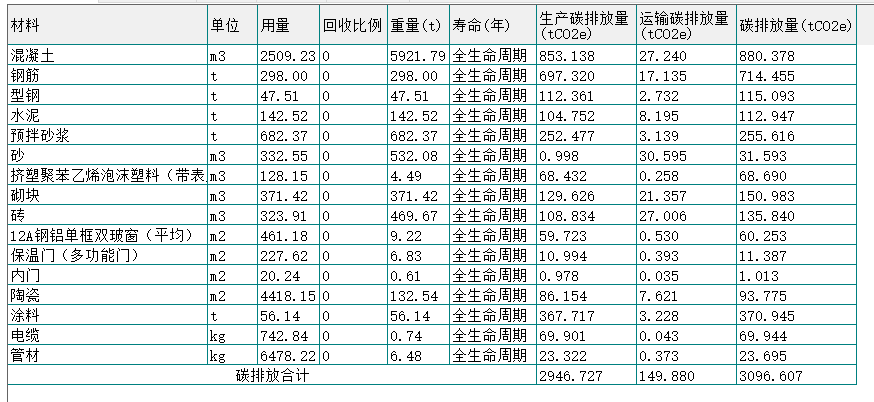 材料 单位 用量 回收比例 重量(t) 寿命(年) 生产碳排放量(tCO2e) 运输碳排放量(tCO2e) 碳排放量(tCO2e)
混凝土 m3 2509.23 0 5921.79 全生命周期 853.138 27.240 880.378
钢筋 t 298.00 0 298.00 全生命周期 697.320 17.135 714.455
型钢 t 47.51 0 47.51 全生命周期 112.361 2.732 115.093
水泥 t 142.52 0 142.52 全生命周期 104.752 8.195 112.947
预拌砂浆 t 682.37 0 682.37 全生命周期 252.477 3.139 255.616
砂 m3 332.55 0 532.08 全生命周期 0.998 30.595 31.593
挤塑聚苯乙烯泡沫塑料（带表 m3 128.15 0 4.49 全生命周期 68.432 0.258 68.690
砌块 m3 371.42 0 371.42 全生命周期 129.626 21.357 150.983
砖 m3 323.91 0 469.67 全生命周期 108.834 27.006 135.840
12A钢铝单框双玻窗（平均） m2 461.18 0 9.22 全生命周期 59.723 0.530 60.253
保温门（多功能门） m2 227.62 0 6.83 全生命周期 10.994 0.393 11.387
内门 m2 20.24 0 0.61 全生命周期 0.978 0.035 1.013
陶瓷 m2 4418.15 0 132.54 全生命周期 86.154 7.621 93.775
涂料 t 56.14 0 56.14 全生命周期 367.717 3.228 370.945
电缆 kg 742.84 0 0.74 全生命周期 69.901 0.043 69.944
管材 kg 6478.22 0 6.48 全生命周期 23.322 0.373 23.695
碳排放合计 2946.727 149.880 3096.607